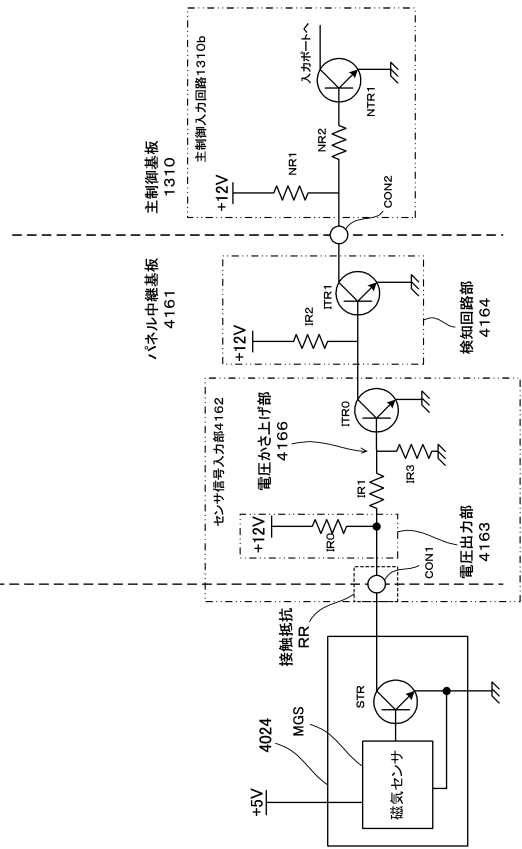 主制御基板
1310
主制御入力回路1310b
+12V
NR1
NR2
NTR1
入力ポートへ
CON2
パネル中継基板
4161
+12V
IR2
ITR1
検知回路部
4164
センサ信号入力部4162
電圧かさ上げ部
4166
ITR0
IR1
IR3
+12V
IR0
電圧出力部
4163
CON1
接触抵抗
RR
STR
MGS
4024
+5V
磁気センサ